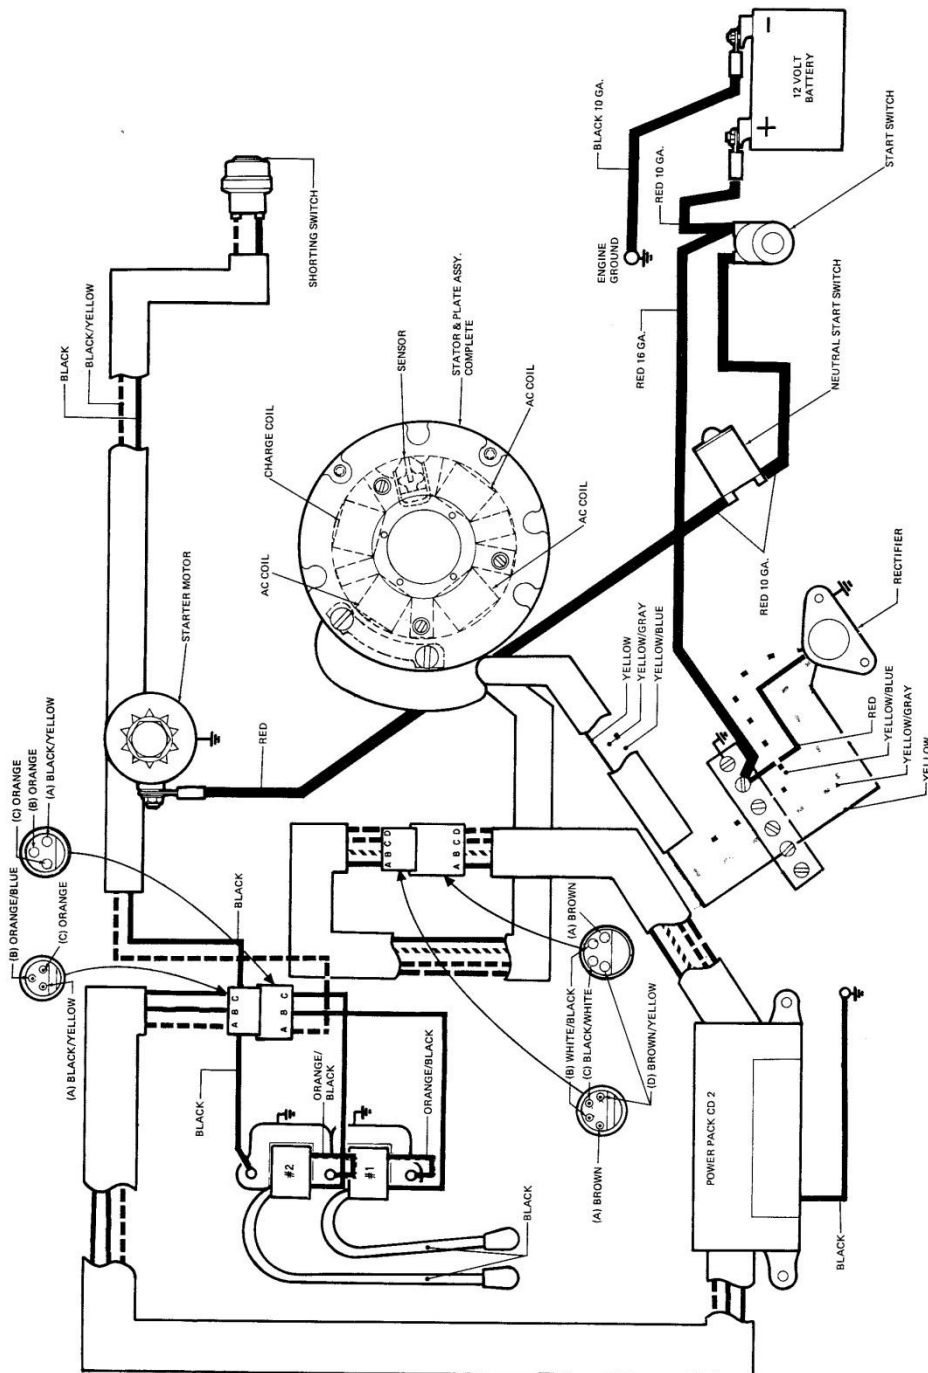 12 VOLT
BATTERY
+
-
BLACK 10 GA.
RED 10 GA.
START SWITCH
ENGINE
GROUND
NEUTRAL START SWITCH
RED 16 GA.
RED 10 GA.
RECTIFIER
SHORTING SWITCH
BLACK
BLACK/YELLOW
STATOR & PLATE ASSY.
COMPLETE
SENSOR
AC COIL
CHARGE COIL
AC COIL
AC COIL
STARTER MOTOR
YELLOW
YELLOW/GRAY
YELLOW/BLUE
RED
YELLOW/BLUE
YELLOW/GRAY
YELLOW
RED
(C) ORANGE
(B) ORANGE
(A) BLACK/YELLOW
(B) ORANGE/BLUE
(C) ORANGE
(A) BLACK/YELLOW
BLACK
A B C
A B C
A B C D
A B C D
(A) BROWN
(B) WHITE/BLACK
(C) BLACK/WHITE
(D) BROWN/YELLOW
(A) BROWN
BLACK
ORANGE/
BLACK
ORANGE/BLACK
#2
#1
BLACK
POWER PACK CD 2
BLACK